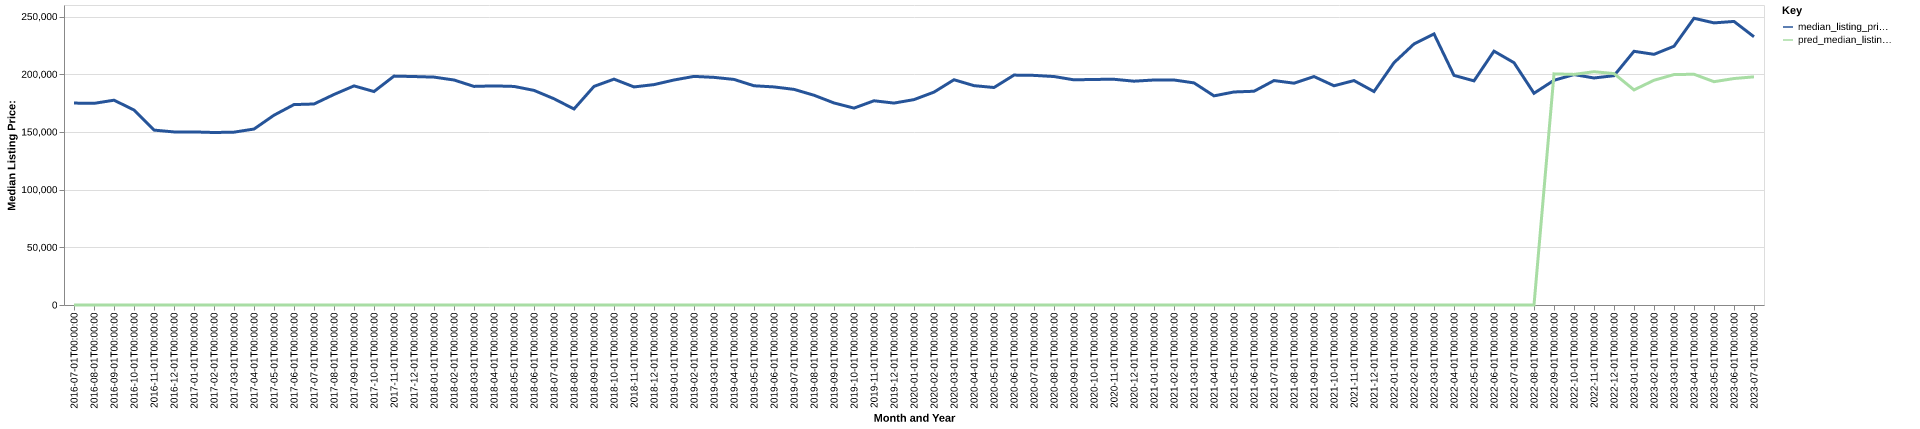 Median Listing Price:
250,000
200,000
150,000
100,000
50,000
0
2016-07-01T00:00:00
2016-08-01T00:00:00
2016-09-01T00:00:00
2016-10-01T00:00:00
2016-11-01T00:00:00
2016-12-01T00:00:00
2017-01-01T00:00:00
2017-02-01T00:00:00
2017-03-01T00:00:00
2017-04-01T00:00:00
2017-05-01T00:00:00
2017-06-01T00:00:00
2017-07-01T00:00:00
2017-08-01T00:00:00
2017-09-01T00:00:00
2017-10-01T00:00:00
2017-11-01T00:00:00
2017-12-01T00:00:00
2018-01-01T00:00:00
2018-02-01T00:00:00
2018-03-01T00:00:00
2018-04-01T00:00:00
2018-05-01T00:00:00
2018-06-01T00:00:00
2018-07-01T00:00:00
2018-08-01T00:00:00
2018-09-01T00:00:00
2018-10-01T00:00:00
2018-11-01T00:00:00
2018-12-01T00:00:00
2019-01-01T00:00:00
2019-02-01T00:00:00
2019-03-01T00:00:00
2019-04-01T00:00:00
2019-05-01T00:00:00
2019-06-01T00:00:00
2019-07-01T00:00:00
2019-08-01T00:00:00
2019-09-01T00:00:00
2019-10-01T00:00:00
2019-11-01T00:00:00
2019-12-01T00:00:00
2020-01-01T00:00:00
2020-02-01T00:00:00
2020-03-01T00:00:00
2020-04-01T00:00:00
2020-05-01T00:00:00
2020-06-01T00:00:00
2020-07-01T00:00:00
2020-08-01T00:00:00
2020-09-01T00:00:00
2020-10-01T00:00:00
2020-11-01T00:00:00
2020-12-01T00:00:00
2021-01-01T00:00:00
2021-02-01T00:00:00
2021-03-01T00:00:00
2021-04-01T00:00:00
2021-05-01T00:00:00
2021-06-01T00:00:00
2021-07-01T00:00:00
2021-08-01T00:00:00
2021-09-01T00:00:00
2021-10-01T00:00:00
2021-11-01T00:00:00
2021-12-01T00:00:00
2022-01-01T00:00:00
2022-02-01T00:00:00
2022-03-01T00:00:00
2022-04-01T00:00:00
2022-05-01T00:00:00
2022-06-01T00:00:00
2022-07-01T00:00:00
2022-08-01T00:00:00
2022-09-01T00:00:00
2022-10-01T00:00:00
2022-11-01T00:00:00
2022-12-01T00:00:00
2023-01-01T00:00:00
2023-02-01T00:00:00
2023-03-01T00:00:00
2023-04-01T00:00:00
2023-05-01T00:00:00
2023-06-01T00:00:00
2023-07-01T00:00:00
Month and Year
Key
median_listing_pri…
pred_median_listin…